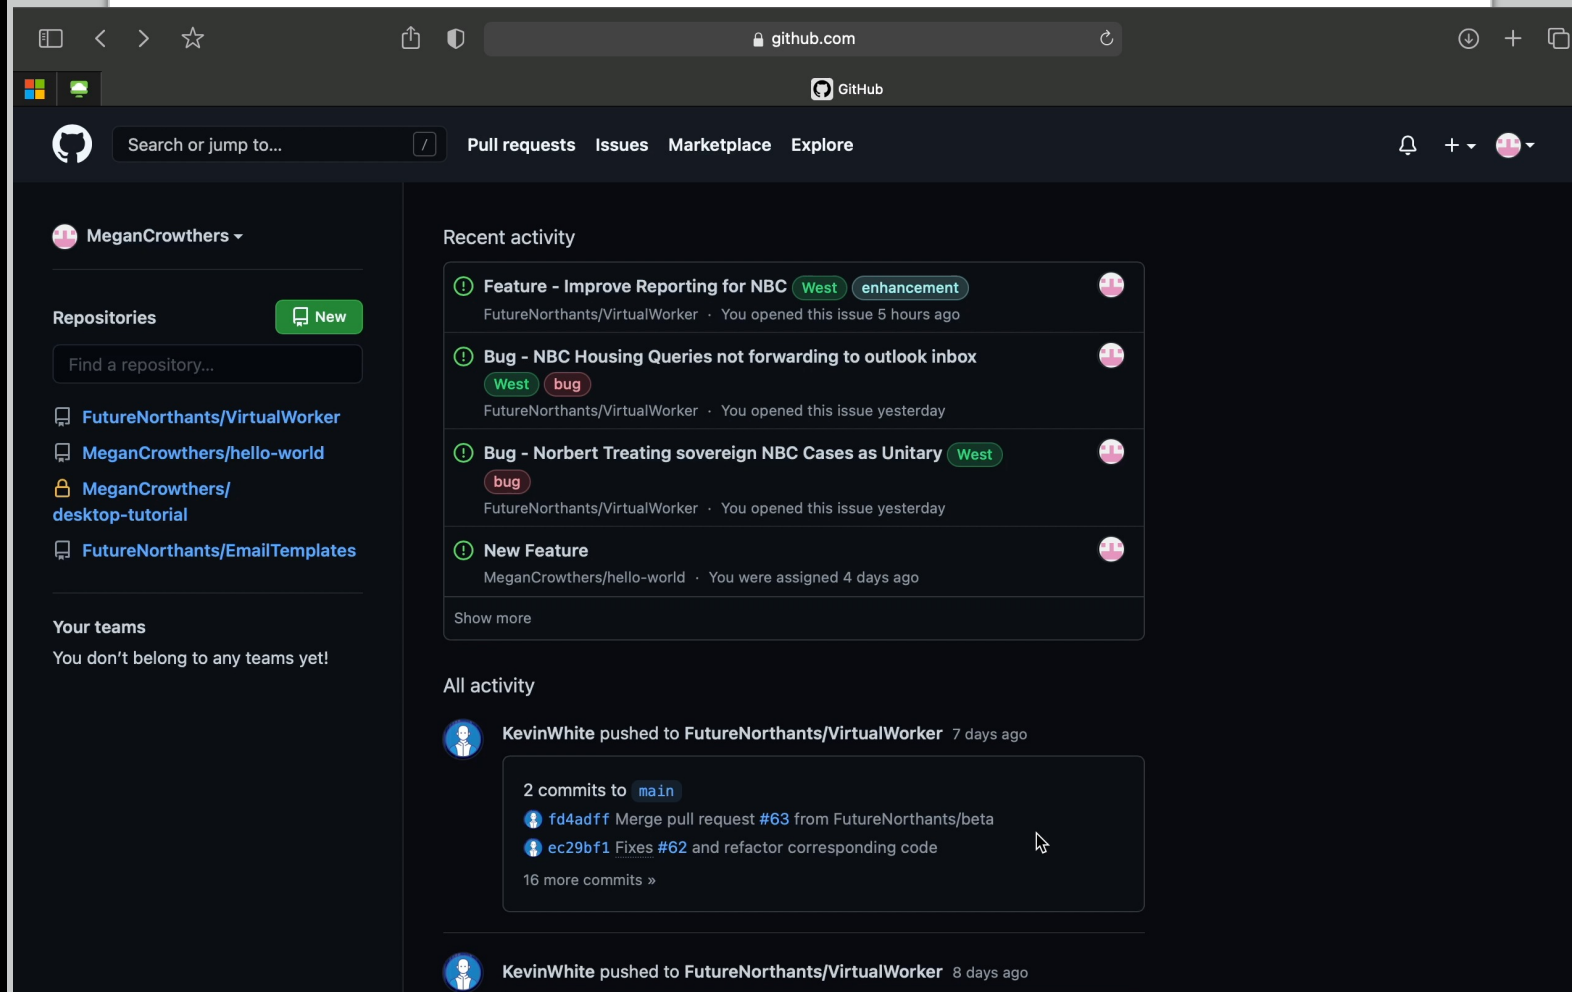 github.com
GitHub
Search or jump to...
/
Pull requests
Issues
Marketplace
Explore
MeganCrowthers
Repositories
New
Find a repository...
FutureNorthants/VirtualWorker
MeganCrowthers/hello-world
MeganCrowthers/
desktop-tutorial
FutureNorthants/EmailTemplates
Your teams
You don't belong to any teams yet!
Recent activity
Feature - Improve Reporting for NBC West enhancement
FutureNorthants/VirtualWorker · You opened this issue 5 hours ago
Bug - NBC Housing Queries not forwarding to outlook inbox
West bug
FutureNorthants/VirtualWorker · You opened this issue yesterday
Bug - Norbert Treating sovereign NBC Cases as Unitary West
bug
FutureNorthants/VirtualWorker · You opened this issue yesterday
New Feature
MeganCrowthers/hello-world · You were assigned 4 days ago
Show more
All activity
KevinWhite pushed to FutureNorthants/VirtualWorker 7 days ago
2 commits to main
fd4adff Merge pull request #63 from FutureNorthants/beta
ec29bf1 Fixes #62 and refactor corresponding code
16 more commits »
KevinWhite pushed to FutureNorthants/VirtualWorker 8 days ago